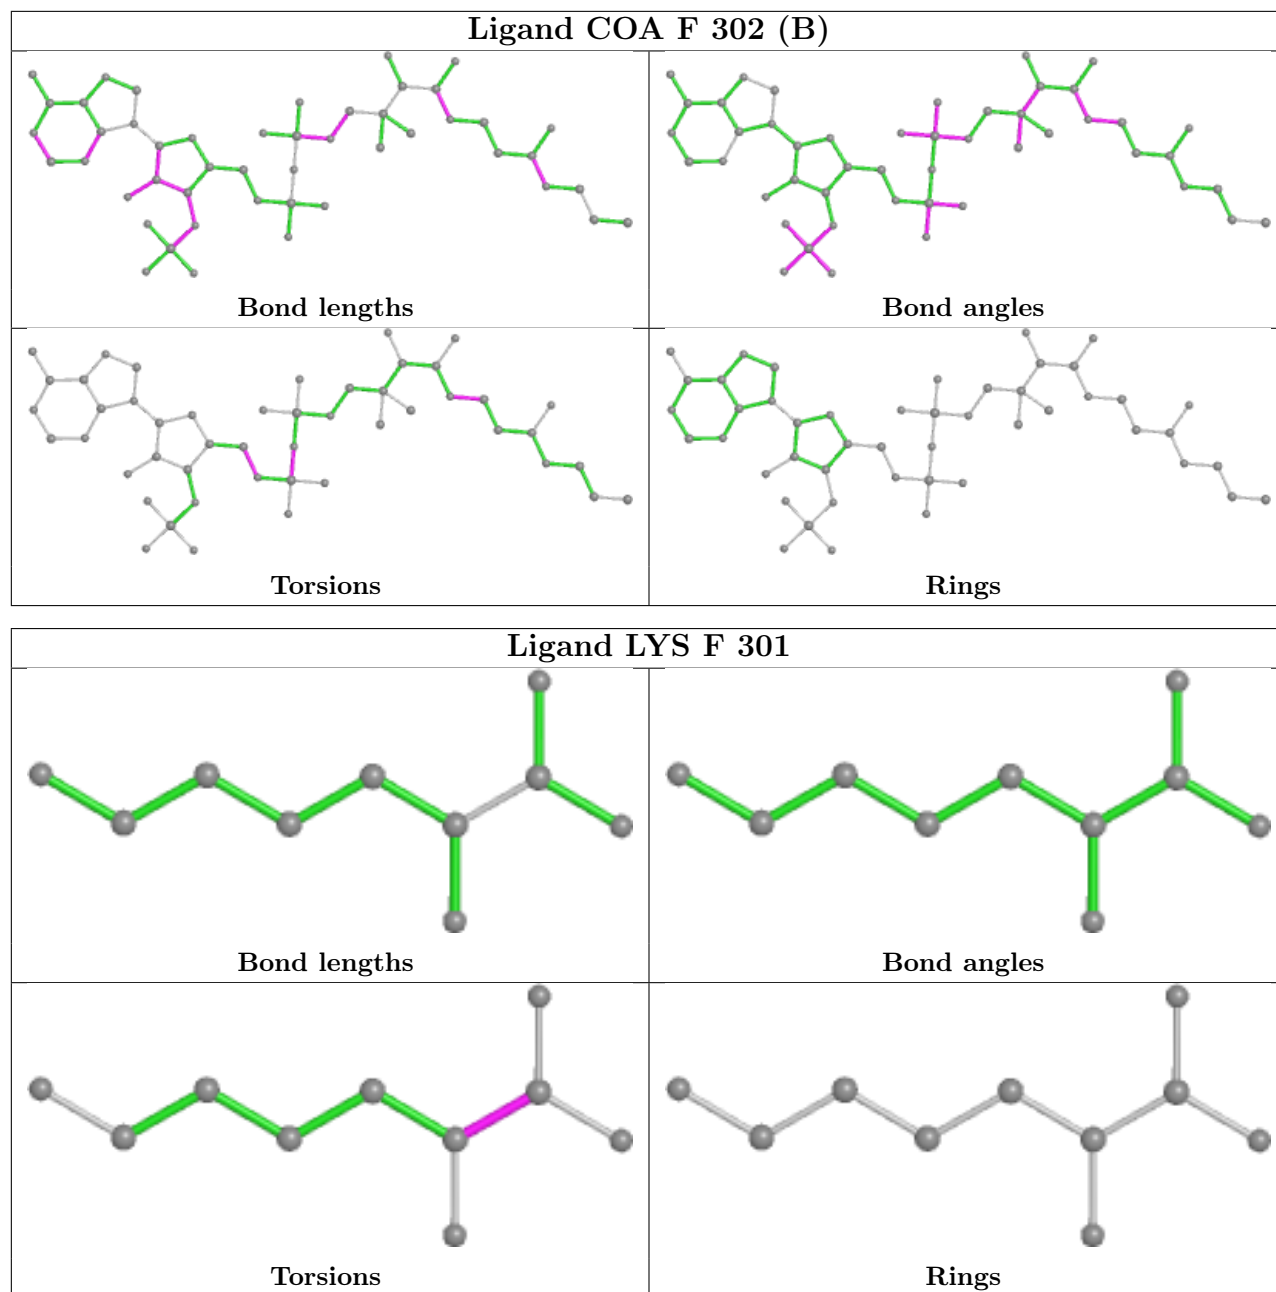 Ligand COA F 302 (B)
Bond lengths
Bond angles
Torsions
Rings
Ligand LYS F 301
Bond lengths
Bond angles
Torsions
Rings